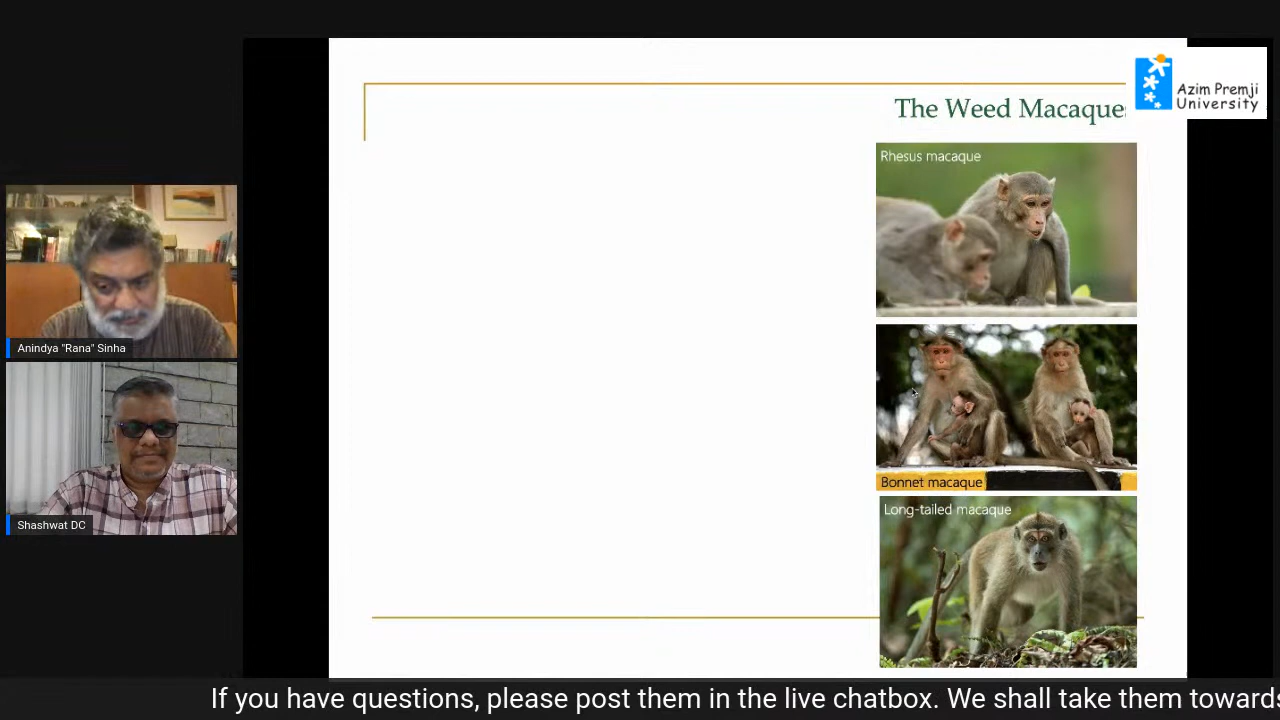 The Weed Macaques
Azim Premji
University
Rhesus macaque
Bonnet macaque
Long-tailed macaque
Anindya "Rana" Sinha
Shashwat DC
If you have questions, please post them in the live chatbox. We shall take them towards